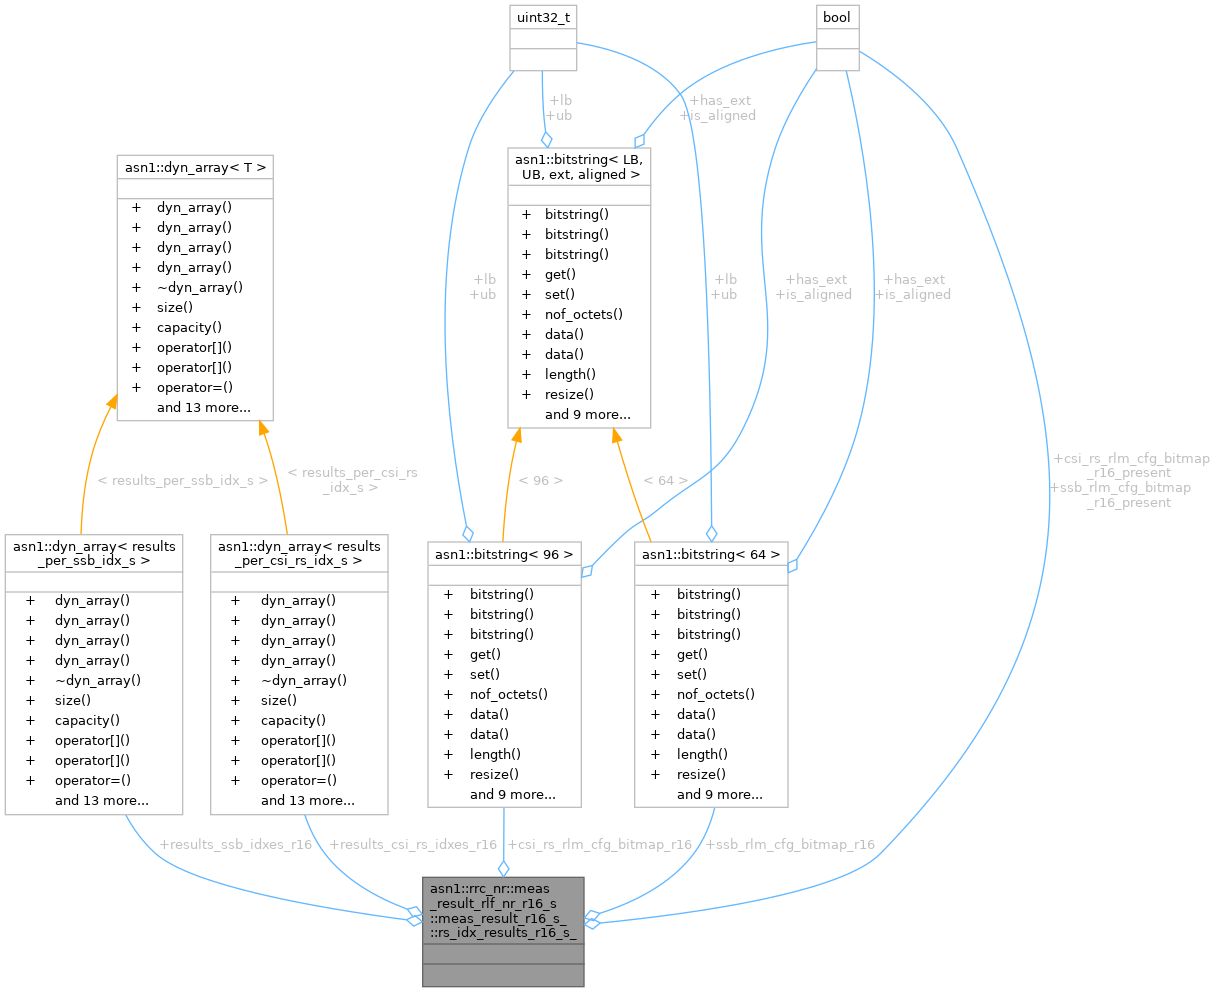 uint32_t
bool
+lb
+ub
+has_ext
+is_aligned
asn1::dyn_array< T >
+ dyn_array()
+ dyn_array()
+ dyn_array()
+ dyn_array()
+ ~dyn_array()
+ size()
+ capacity()
+ operator[]()
+ operator[]()
+ operator=()
and 13 more...
asn1::bitstring< LB,
UB, ext, aligned >
+ bitstring()
+ bitstring()
+ bitstring()
+ get()
+ set()
+ nof_octets()
+ data()
+ data()
+ length()
+ resize()
and 9 more...
+lb
+ub
+lb
+ub
+has_ext
+is_aligned
+has_ext
+is_aligned
< results_per_ssb_idx_s >
< results_per_csi_rs
_idx_s >
< 96 >
< 64 >
+csi_rs_rlm_cfg_bitmap
_r16_present
+ssb_rlm_cfg_bitmap
_r16_present
asn1::dyn_array< results
_per_ssb_idx_s >
+ dyn_array()
+ dyn_array()
+ dyn_array()
+ dyn_array()
+ ~dyn_array()
+ size()
+ capacity()
+ operator[]()
+ operator[]()
+ operator=()
and 13 more...
asn1::dyn_array< results
_per_csi_rs_idx_s >
+ dyn_array()
+ dyn_array()
+ dyn_array()
+ dyn_array()
+ ~dyn_array()
+ size()
+ capacity()
+ operator[]()
+ operator[]()
+ operator=()
and 13 more...
asn1::bitstring< 96 >
+ bitstring()
+ bitstring()
+ bitstring()
+ get()
+ set()
+ nof_octets()
+ data()
+ data()
+ length()
+ resize()
and 9 more...
asn1::bitstring< 64 >
+ bitstring()
+ bitstring()
+ bitstring()
+ get()
+ set()
+ nof_octets()
+ data()
+ data()
+ length()
+ resize()
and 9 more...
+results_ssb_idxes_r16
+results_csi_rs_idxes_r16
+csi_rs_rlm_cfg_bitmap_r16
+ssb_rlm_cfg_bitmap_r16
asn1::rrc_nr::meas
_result_rlf_nr_r16_s
::meas_result_r16_s_
::rs_idx_results_r16_s_